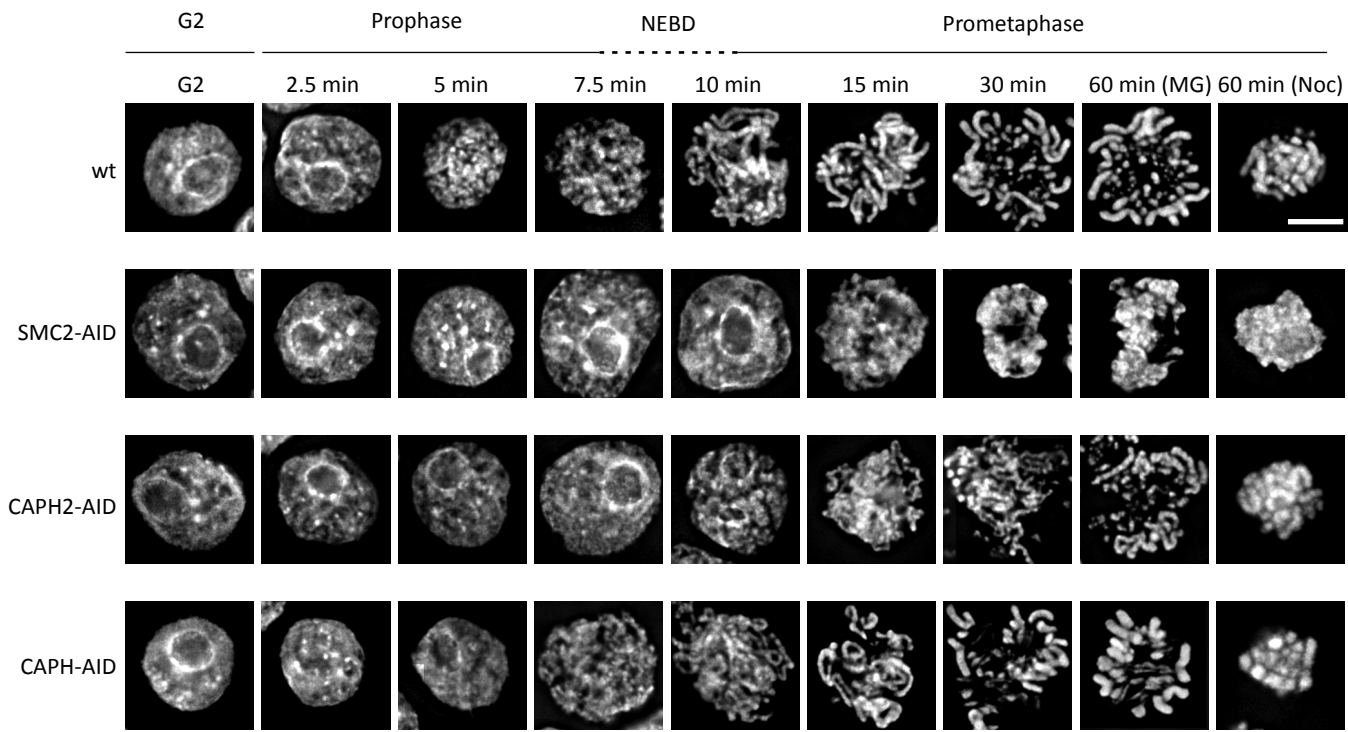 G2 Prophase NEBD Prometaphase
G2 2.5 min 5 min 7.5 min 10 min 15 min 30 min 60 min (MG) 60 min (Noc)
wt
SMC2-AID
CAPH2-AID
CAPH-AID